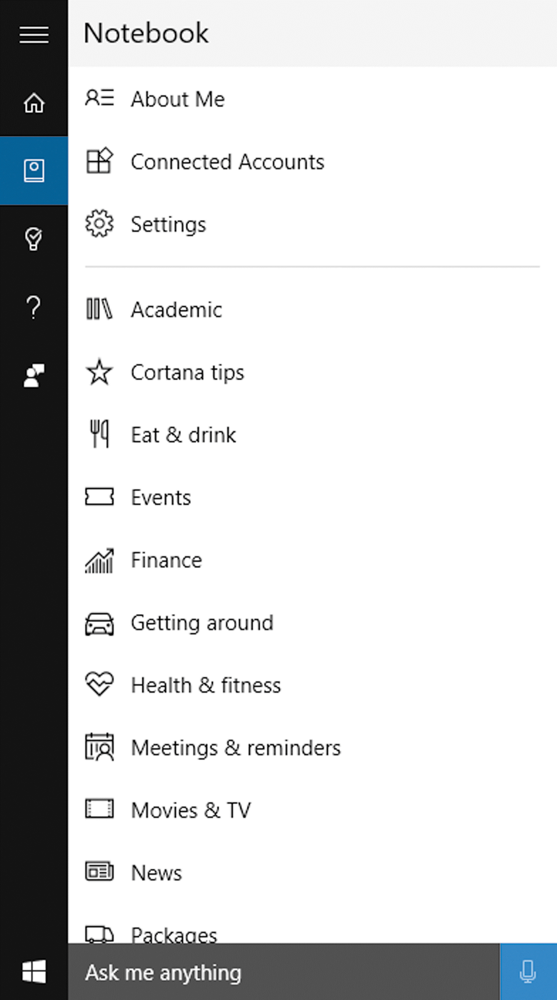 Notebook
About Me
Connected Accounts
Settings
Academic
Cortana tips
Eat & drink
Events
Finance
Getting around
Health & fitness
Meetings & reminders
Movies & TV
News
Packages
Ask me anything